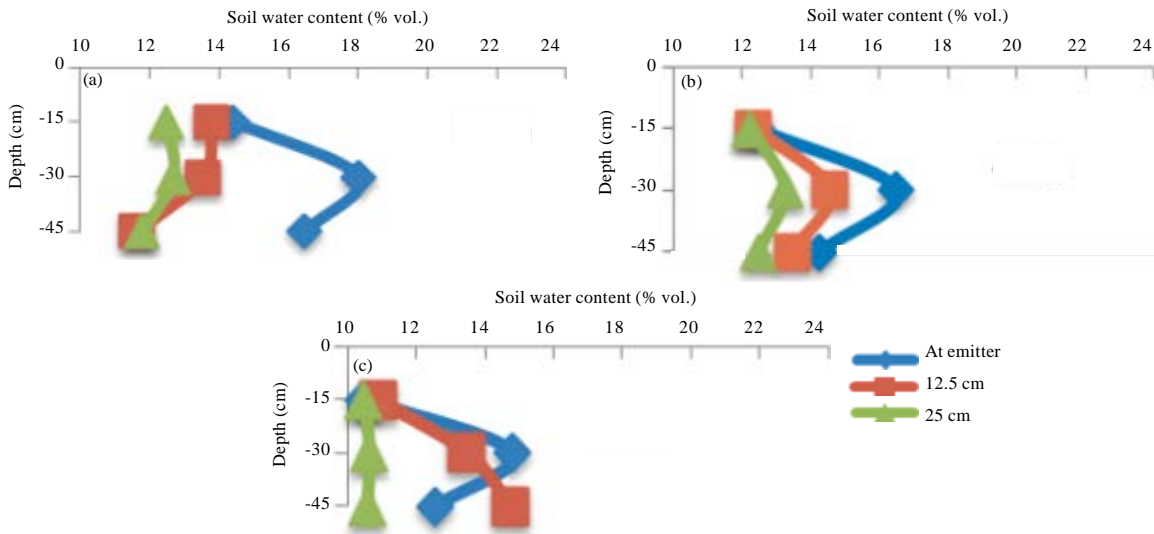 Soil water content (% vol.)
10 12 14 16 18 20 22 24
0
(a)
-15
-30
-45
Depth (cm)
Soil water content (% vol.)
10 12 14 16 18 20 22 24
0
(b)
-15
-30
-45
Depth (cm)
Soil water content (% vol.)
10 12 14 16 18 20 22 24
0
(c)
-15
-30
-45
Depth (cm)
At emitter
12.5 cm
25 cm